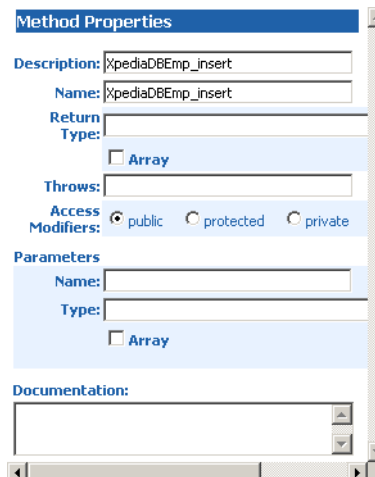 Method Properties
Description: XpediaDBEmp_insert
Name: XpediaDBEmp_insert
Return
Type:
Array
Throws:
Access
Modifiers: public protected private
Parameters
Name:
Type:
Array
Documentation: